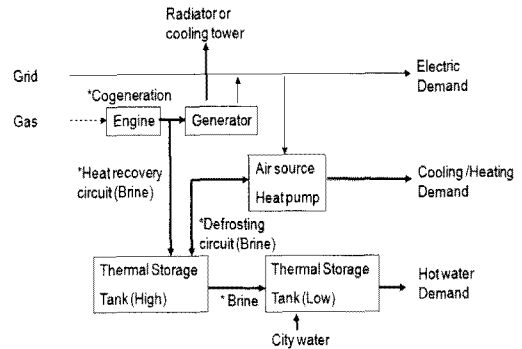 Radiator or
cooling tower
Grid
Electric
Demand
*Cogeneration
Gas
Engine
Generator
*Heat recovery
circuit (Brine)
Air source
Heat pump
Cooling /Heating
Demand
*Defrosting
circuit (Brine)
Thermal Storage
Tank (High)
*Brine
Thermal Storage
Tank (Low)
Hot water
Demand
City water